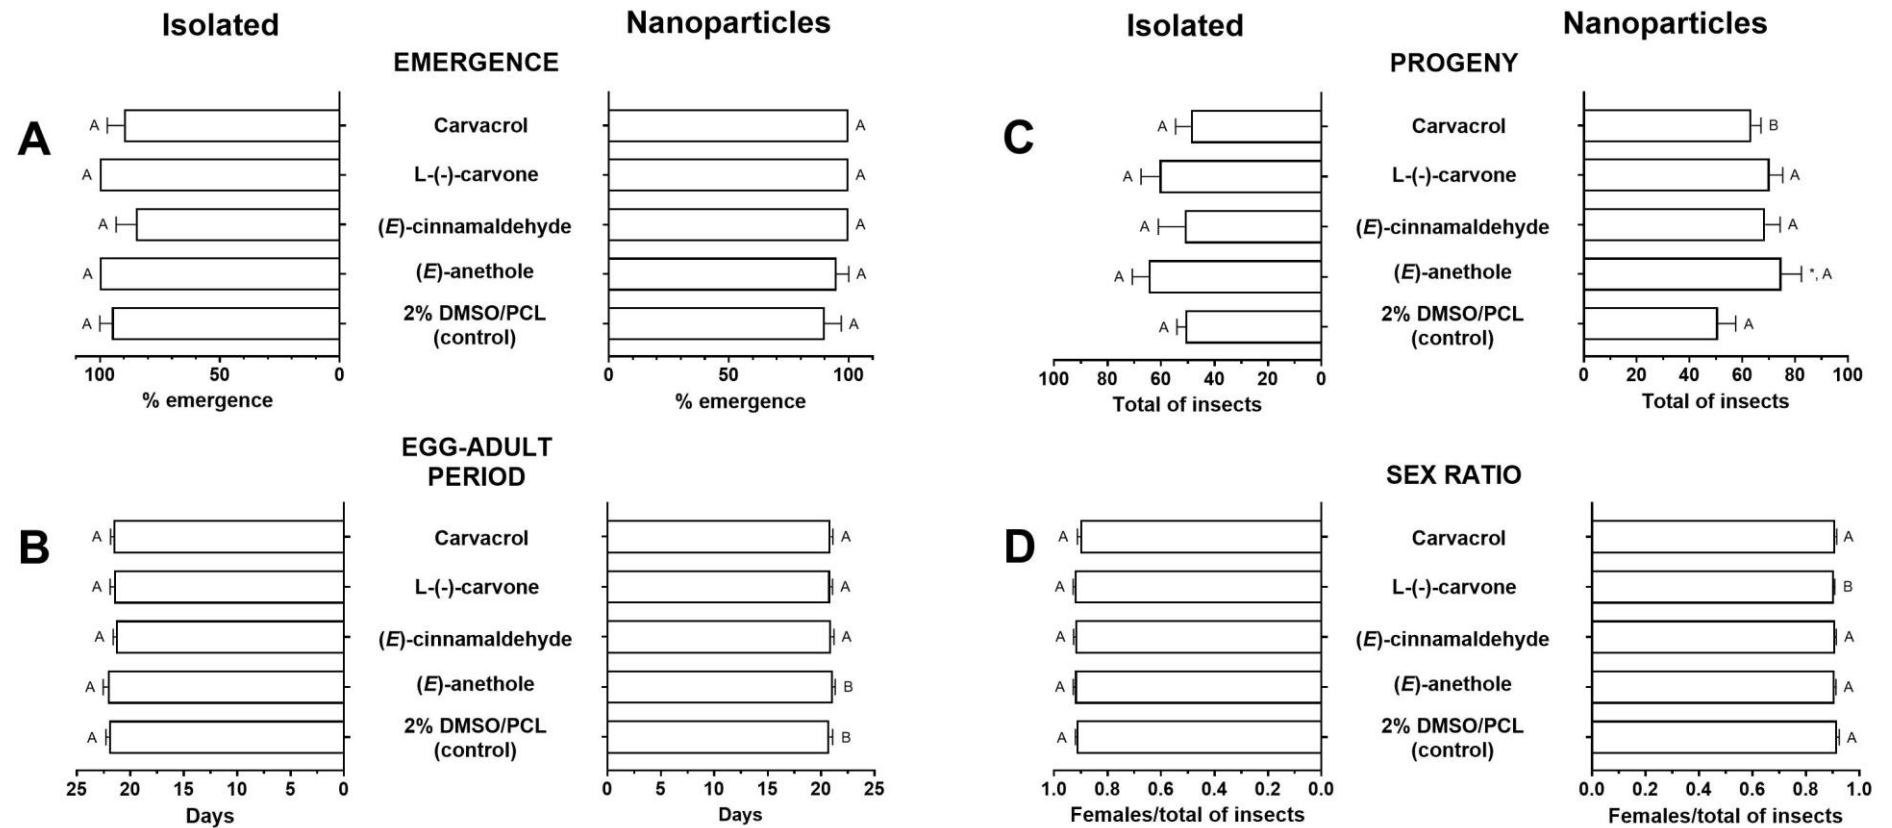 Isolated
Nanoparticles
EMERGENCE
A
A
Carvacrol
A
A
L-(-)-carvone
A
A
(E)-cinnamaldehyde
A
A
(E)-anethole
A
A
2% DMSO/PCL
(control)
A
100 50 0
0 50 100
% emergence
% emergence
EGG-ADULT
PERIOD
B
A
Carvacrol
A
A
L-(-)-carvone
A
A
(E)-cinnamaldehyde
A
A
(E)-anethole
B
A
2% DMSO/PCL
(control)
B
25 20 15 10 5 0
0 5 10 15 20 25
Days
Days
Isolated
Nanoparticles
PROGENY
C
A
Carvacrol
B
A
L-(-)-carvone
A
A
(E)-cinnamaldehyde
A
A
(E)-anethole
*, A
A
2% DMSO/PCL
(control)
A
100 80 60 40 20 0
0 20 40 60 80 100
Total of insects
Total of insects
SEX RATIO
D
A
Carvacrol
A
A
L-(-)-carvone
B
A
(E)-cinnamaldehyde
A
A
(E)-anethole
A
A
2% DMSO/PCL
(control)
A
1.0 0.8 0.6 0.4 0.2 0.0
0.0 0.2 0.4 0.6 0.8 1.0
Females/total of insects
Females/total of insects